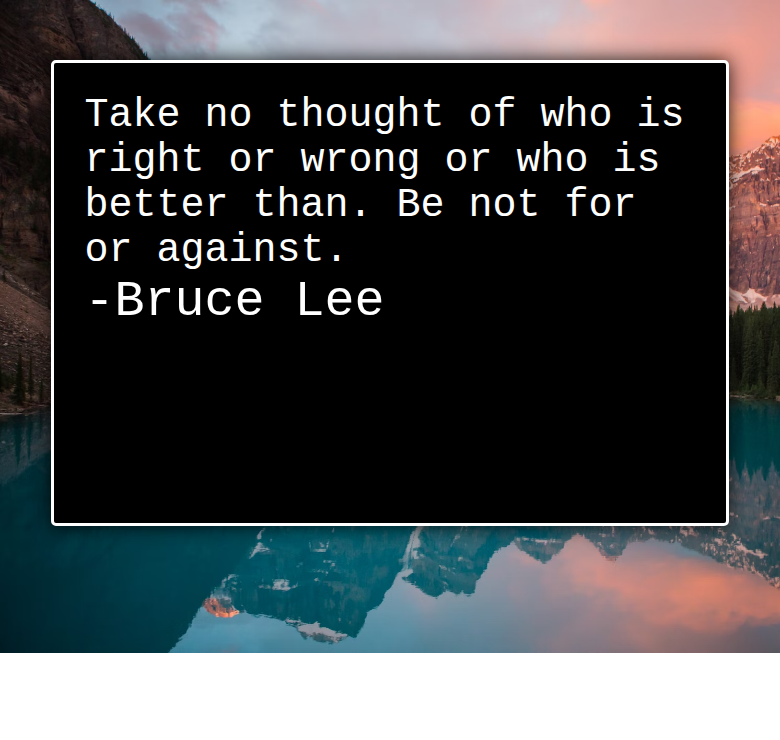 Take no thought of who is
right or wrong or who is
better than. Be not for
or against.
-Bruce Lee